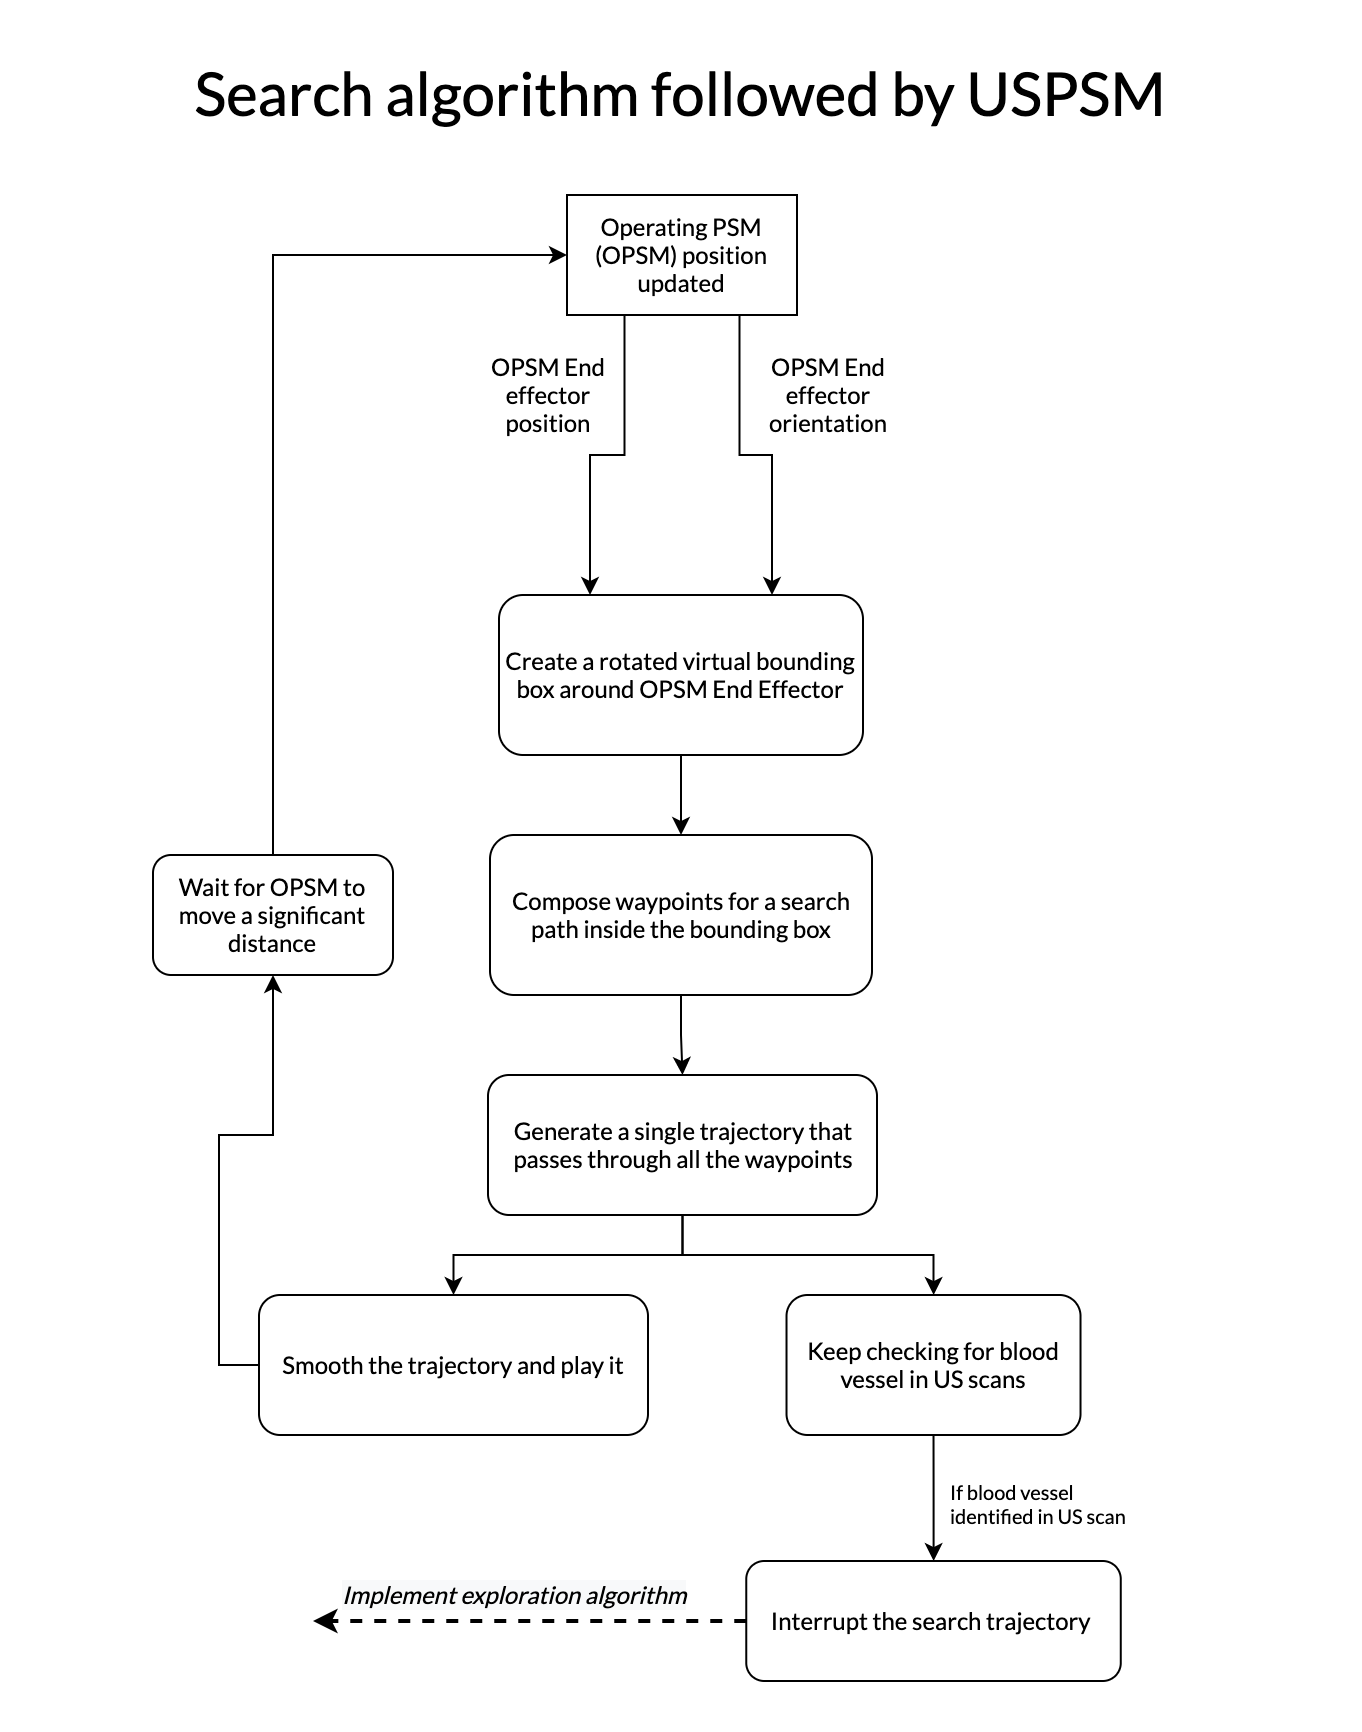 Search algorithm followed by USPSM
Operating PSM
(OPSM) position
updated
OPSM End
effector
position
OPSM End
effector
orientation
Create a rotated virtual bounding
box around OPSM End Effector
Wait for OPSM to
move a significant
distance
Compose waypoints for a search
path inside the bounding box
Generate a single trajectory that
passes through all the waypoints
Smooth the trajectory and play it
Keep checking for blood
vessel in US scans
If blood vessel
identified in US scan
Implement exploration algorithm
Interrupt the search trajectory